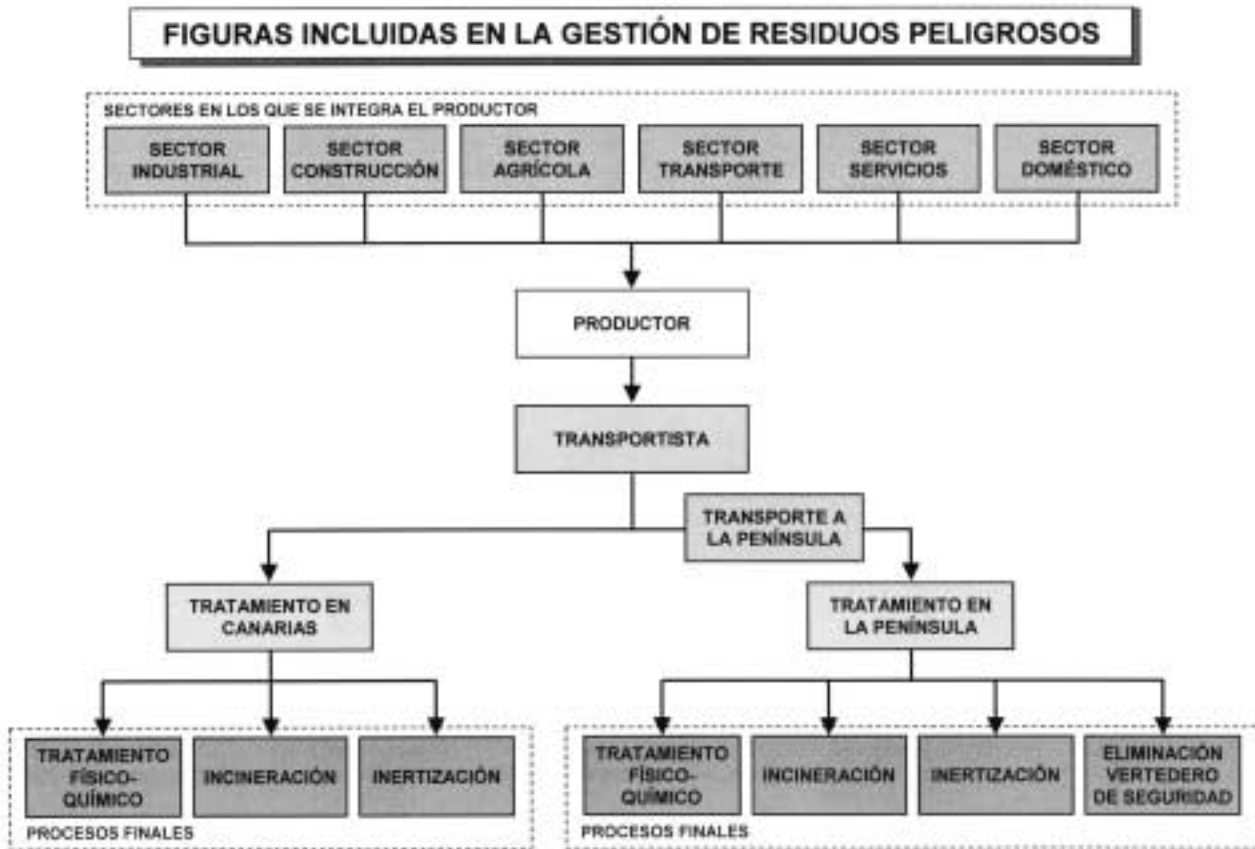 FIGURAS INCLUIDAS EN LA GESTIÓN DE RESIDUOS PELIGROSOS
SECTORES EN LOS QUE SE INTEGRA EL PRODUCTOR
SECTOR
INDUSTRIAL
SECTOR
CONSTRUCCIÓN
SECTOR
AGRÍCOLA
SECTOR
TRANSPORTE
SECTOR
SERVICIOS
SECTOR
DOMÉSTICO
PRODUCTOR
TRANSPORTISTA
TRANSPORTE A
LA PENÍNSULA
TRATAMIENTO EN
CANARIAS
TRATAMIENTO EN
LA PENÍNSULA
TRATAMIENTO
FÍSICO-
QUÍMICO
INCINERACIÓN
INERTIZACIÓN
PROCESOS FINALES
TRATAMIENTO
FÍSICO-
QUÍMICO
INCINERACIÓN
INERTIZACIÓN
ELIMINACIÓN
VERTEDERO
DE SEGURIDAD
PROCESOS FINALES